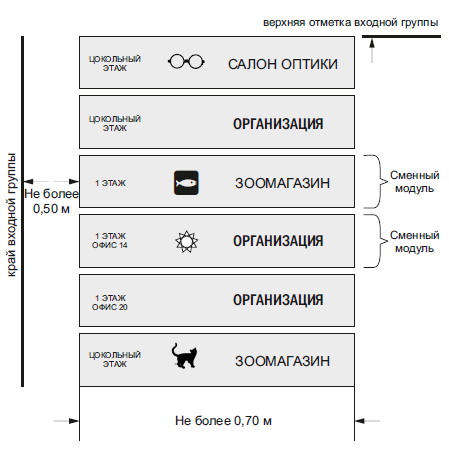 верхняя отметка входной группы
ЦОКОЛЬНЫЙ
ЭТАЖ
САЛОН ОПТИКИ
ЦОКОЛЬНЫЙ
ЭТАЖ
ОРГАНИЗАЦИЯ
1 ЭТАЖ
ЗООМАГАЗИН
Сменный
модуль
край входной группы
Не более
0,50 м
1 ЭТАЖ
ОФИС 14
ОРГАНИЗАЦИЯ
Сменный
модуль
1 ЭТАЖ
ОФИС 20
ОРГАНИЗАЦИЯ
ЦОКОЛЬНЫЙ
ЭТАЖ
ЗООМАГАЗИН
Не более 0,70 м